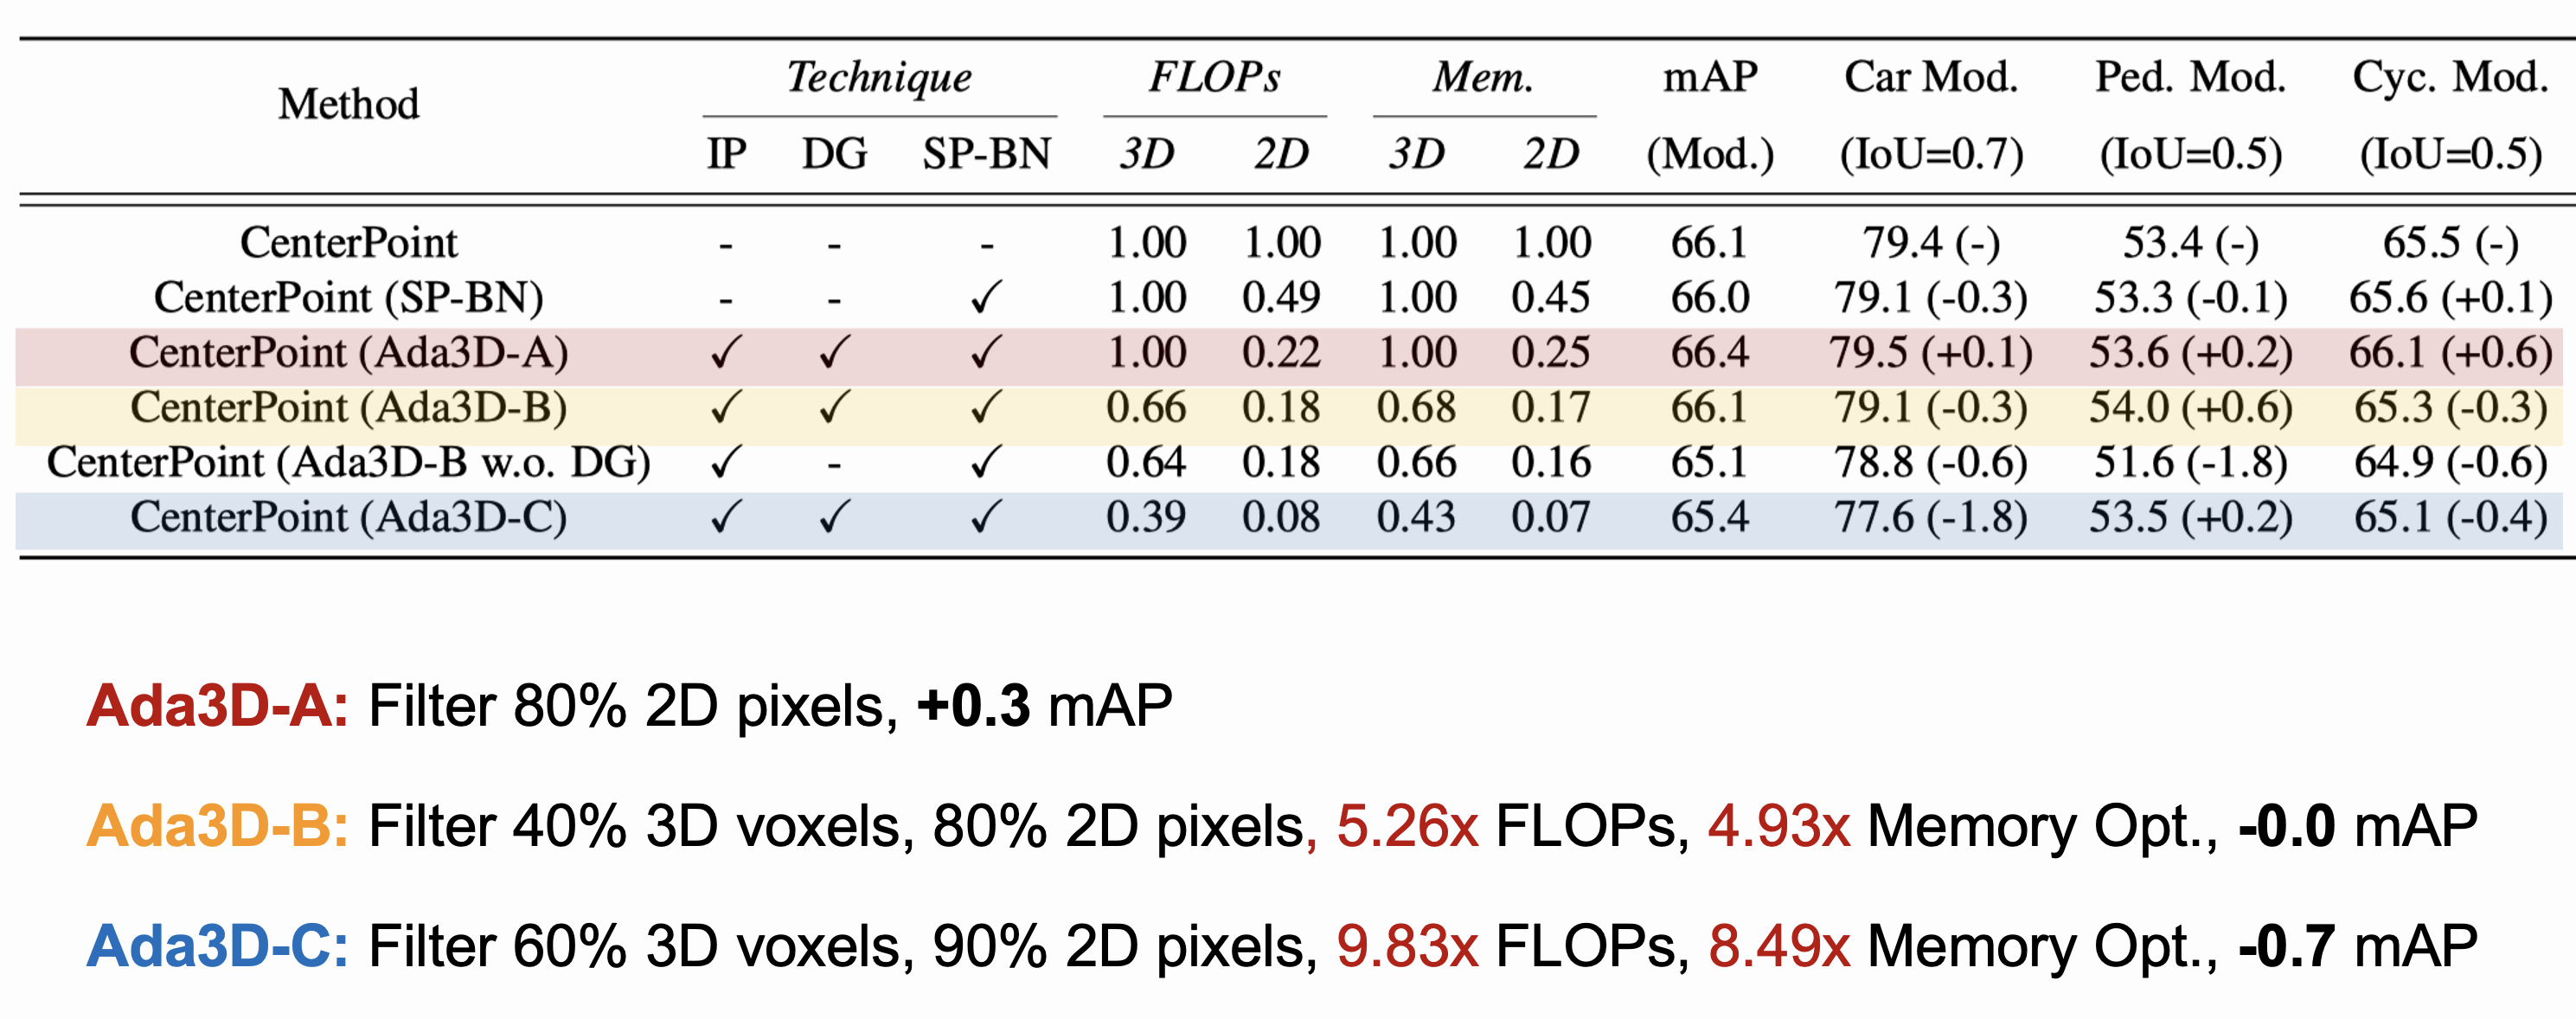 Method Technique FLOPs Mem. mAP Car Mod. Ped. Mod. Cyc. Mod.
IP DG SP-BN 3D 2D 3D 2D (Mod.) (IoU=0.7) (IoU=0.5) (IoU=0.5)
CenterPoint - - - 1.00 1.00 1.00 1.00 66.1 79.4 (-) 53.4 (-) 65.5 (-)
CenterPoint (SP-BN) - - ✓ 1.00 0.49 1.00 0.45 66.0 79.1 (-0.3) 53.3 (-0.1) 65.6 (+0.1)
CenterPoint (Ada3D-A) ✓ ✓ ✓ 1.00 0.22 1.00 0.25 66.4 79.5 (+0.1) 53.6 (+0.2) 66.1 (+0.6)
CenterPoint (Ada3D-B) ✓ ✓ ✓ 0.66 0.18 0.68 0.17 66.1 79.1 (-0.3) 54.0 (+0.6) 65.3 (-0.3)
CenterPoint (Ada3D-B w.o. DG) ✓ - ✓ 0.64 0.18 0.66 0.16 65.1 78.8 (-0.6) 51.6 (-1.8) 64.9 (-0.6)
CenterPoint (Ada3D-C) ✓ ✓ ✓ 0.39 0.08 0.43 0.07 65.4 77.6 (-1.8) 53.5 (+0.2) 65.1 (-0.4)
Ada3D-A: Filter 80% 2D pixels, +0.3 mAP
Ada3D-B: Filter 40% 3D voxels, 80% 2D pixels, 5.26x FLOPs, 4.93x Memory Opt., -0.0 mAP
Ada3D-C: Filter 60% 3D voxels, 90% 2D pixels, 9.83x FLOPs, 8.49x Memory Opt., -0.7 mAP